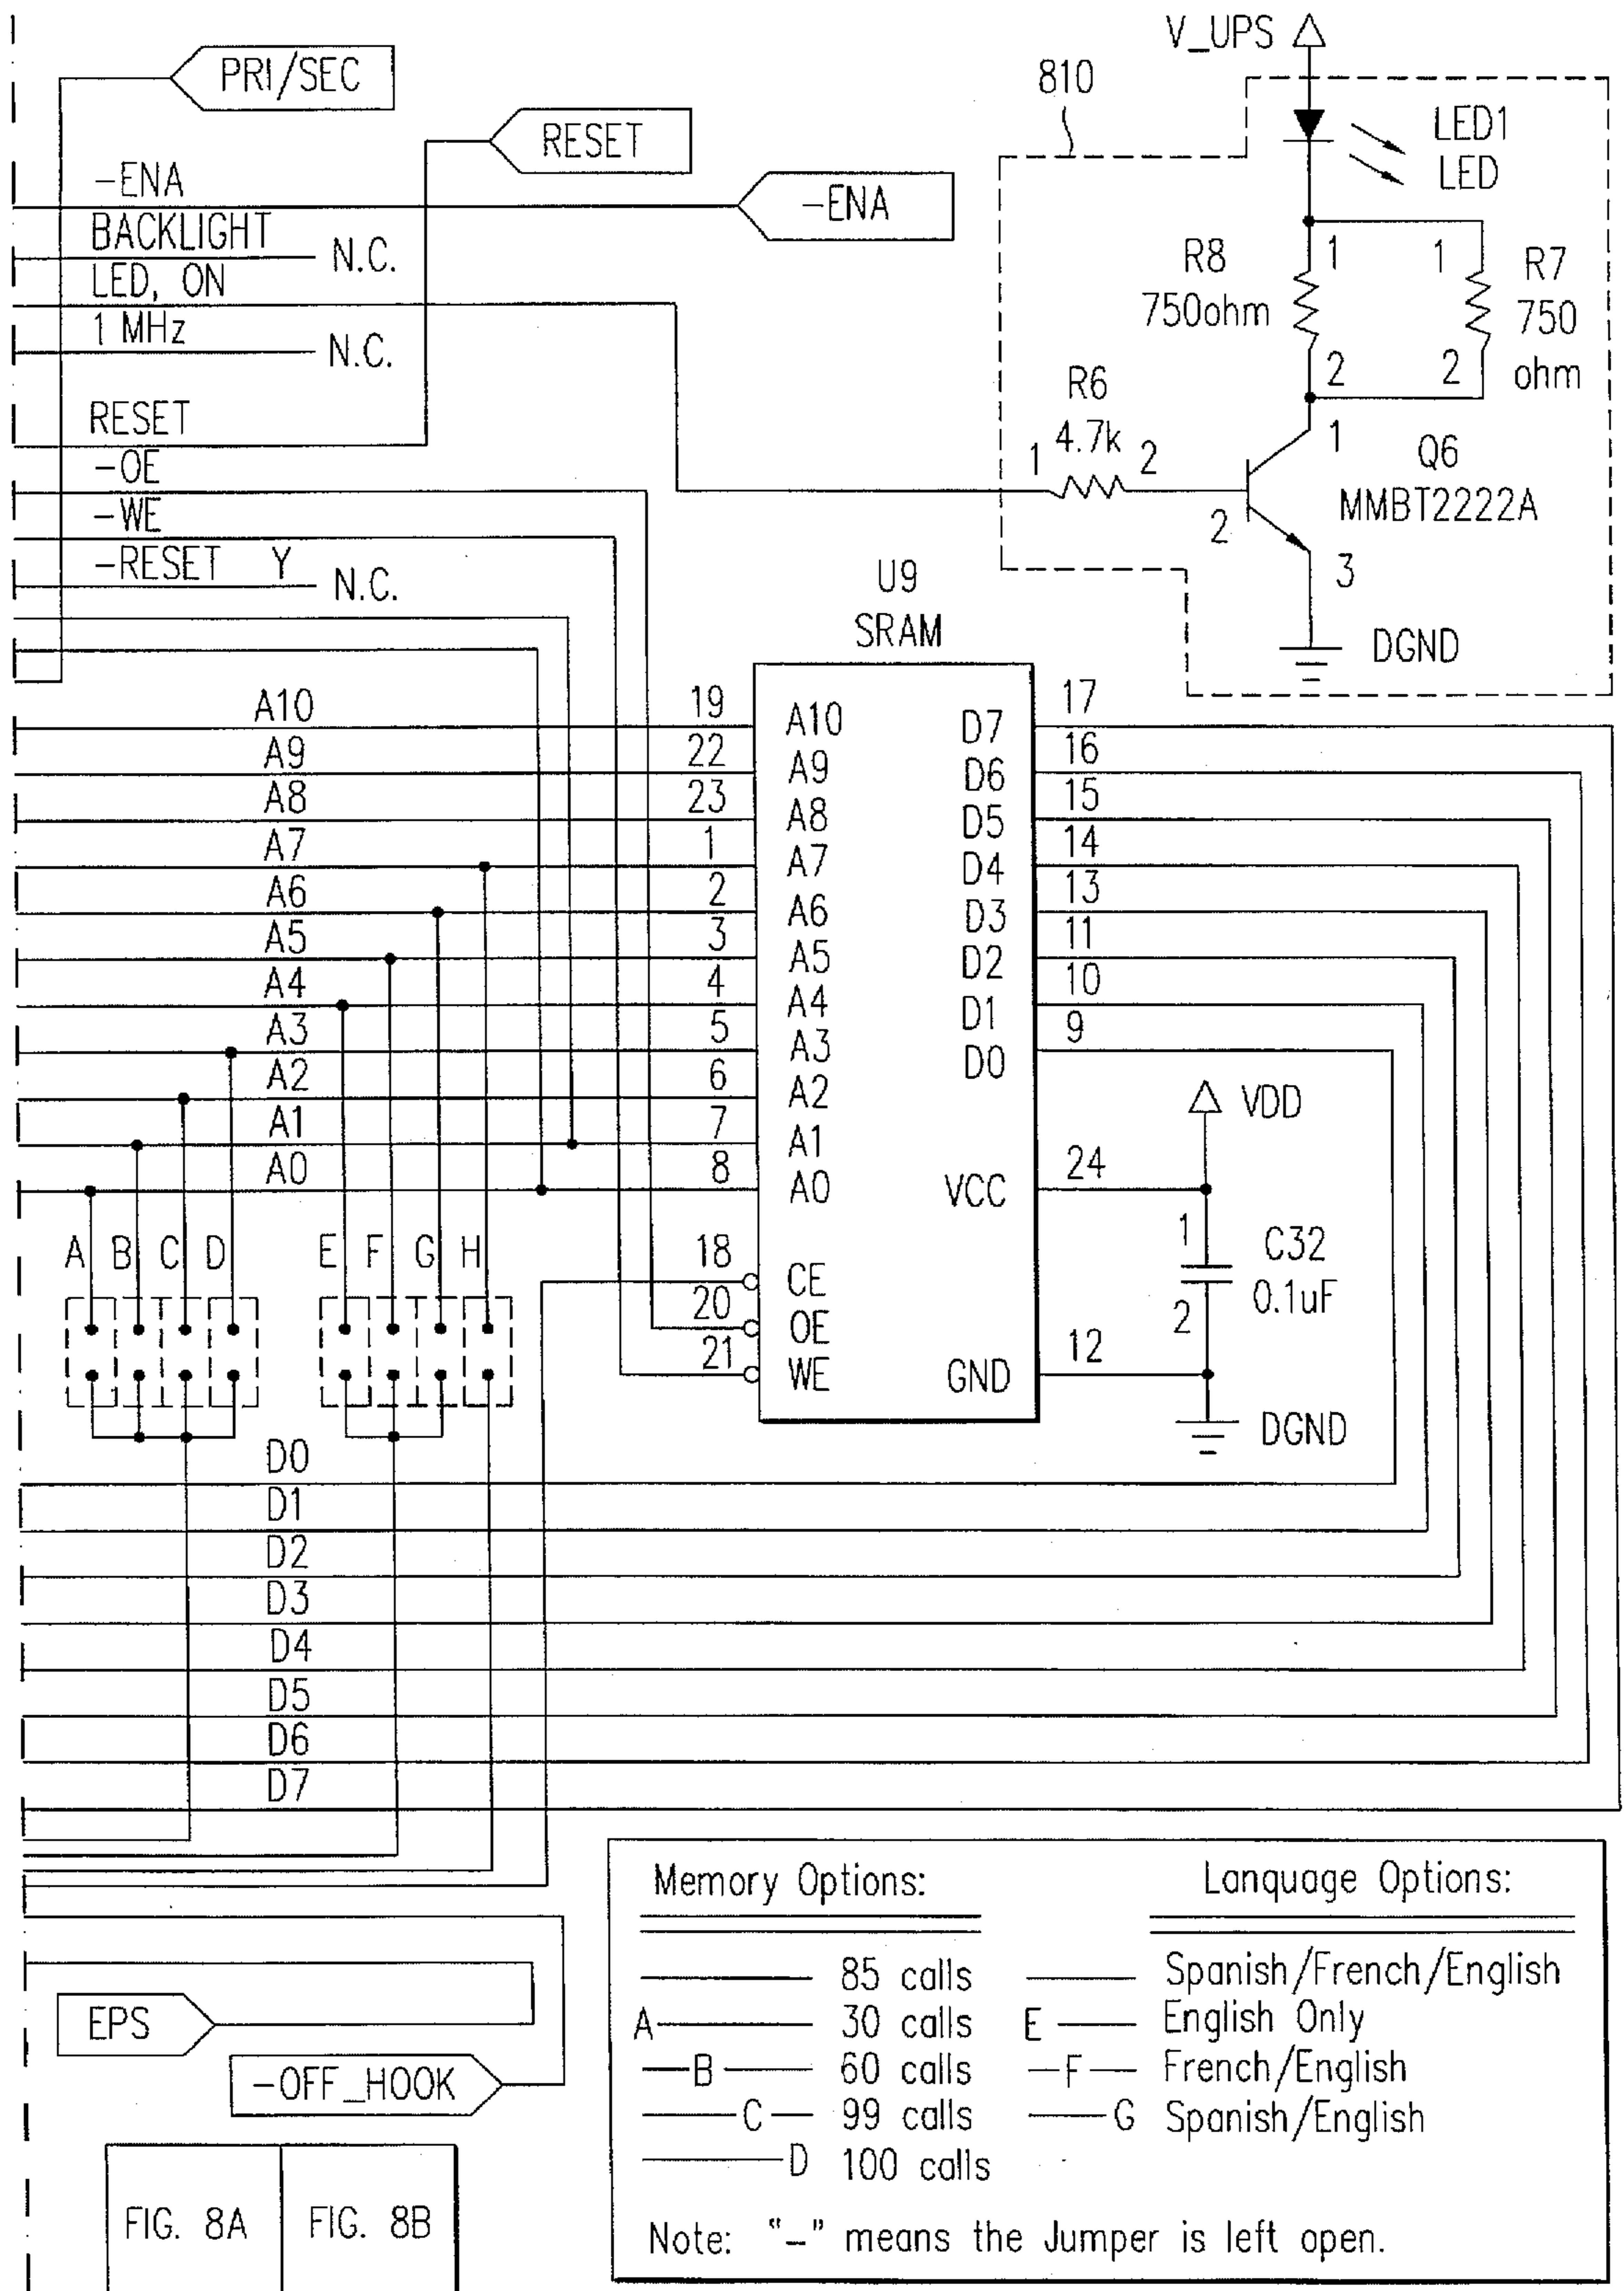 V_UPS
810
PRI/SEC
LED1
LED
RESET
-ENA
-ENA
BACKLIGHT
N.C.
LED, ON
1 MHz
N.C.
R8
750ohm
1
2
1
2
R7
750
ohm
R6
4.7k
1
2
RESET
-OE
-WE
-RESET Y
N.C.
1
Q6
MMBT2222A
2
3
DGND
U9
SRAM
A10 19 A10 D7 17
A9 22 A9 D6 16
A8 23 A8 D5 15
A7 1 A7 D4 14
A6 2 A6 D3 13
A5 3 A5 D2 11
A4 4 A4 D1 10
A3 5 A3 D0 9
A2 6 A2
VDD
A1 7 A1
A0 8 A0 VCC 24
A B C D E F G H
18 CE
20 OE
21 WE
1
C32
0.1uF
2
GND 12
DGND
D0
D1
D2
D3
D4
D5
D6
D7
Memory Options: Lanquage Options:
85 calls Spanish/French/English
A 30 calls E English Only
B 60 calls F French/English
C 99 calls G Spanish/English
D 100 calls
Note: "-" means the Jumper is left open.
EPS
-OFF_HOOK
FIG. 8A FIG. 8B